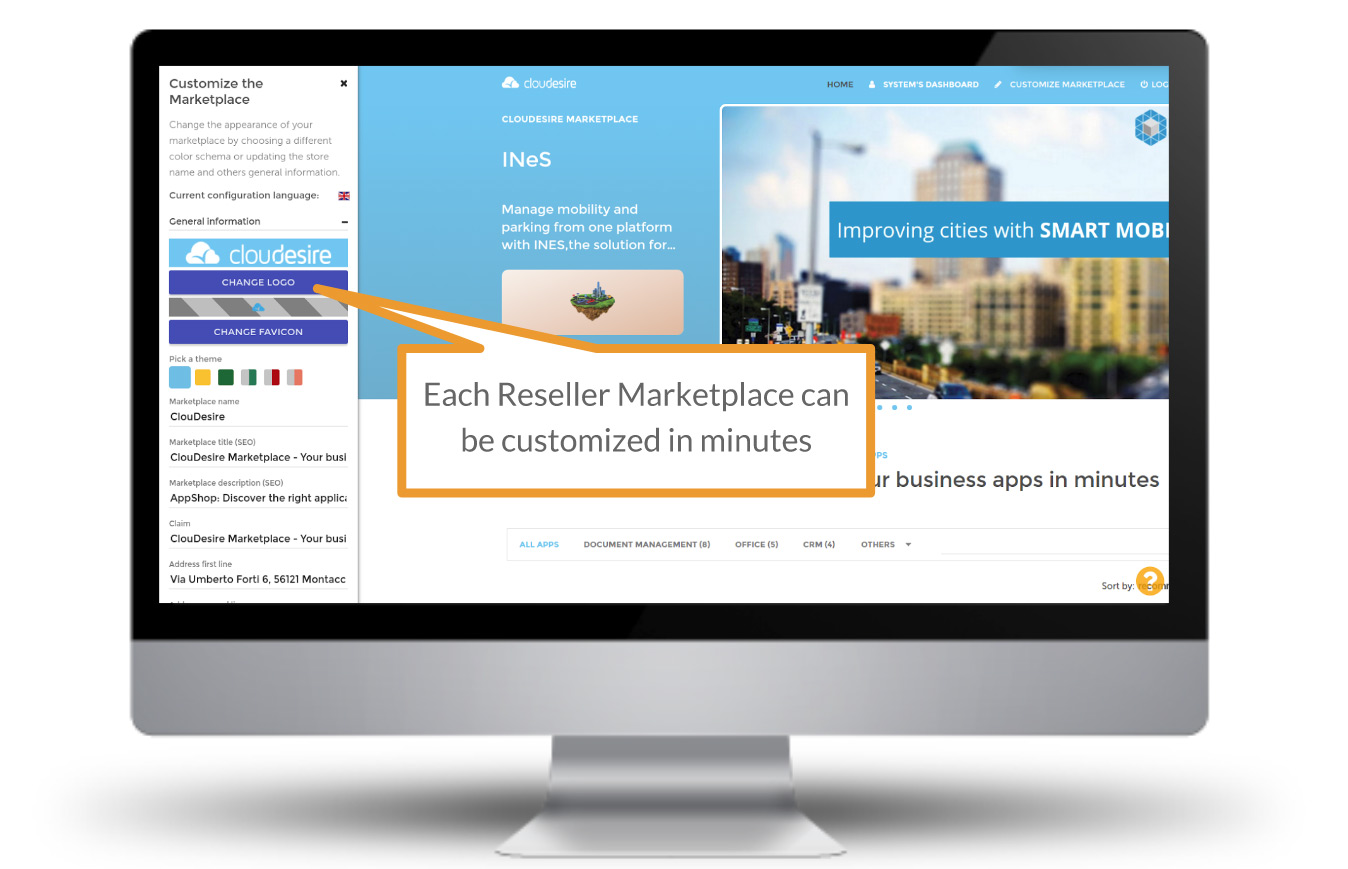 Customize the
Marketplace
Change the appearance of your
marketplace by choosing a different
color schema or updating the store
name and others general information.
Current configuration language:
General information
cloudesire
CHANGE LOGO
CHANGE FAVICON
Pick a theme
Marketplace name
ClouDesire
Marketplace title (SEO)
ClouDesire Marketplace - Your busi
Marketplace description (SEO)
AppShop: Discover the right applica
Claim
ClouDesire Marketplace - Your busi
Address first line
Via Umberto Forti 6, 56121 Montacc
cloudesire
HOME SYSTEM'S DASHBOARD CUSTOMIZE MARKETPLACE LOG
CLOUDESIRE MARKETPLACE
INeS
Manage mobility and
parking from one platform
with INES,the solution for...
Improving cities with SMART MOBI
Each Reseller Marketplace can
be customized in minutes
PS
ur business apps in minutes
ALL APPS DOCUMENT MANAGEMENT (8) OFFICE (5) CRM (4) OTHERS
Sort by: recom
?